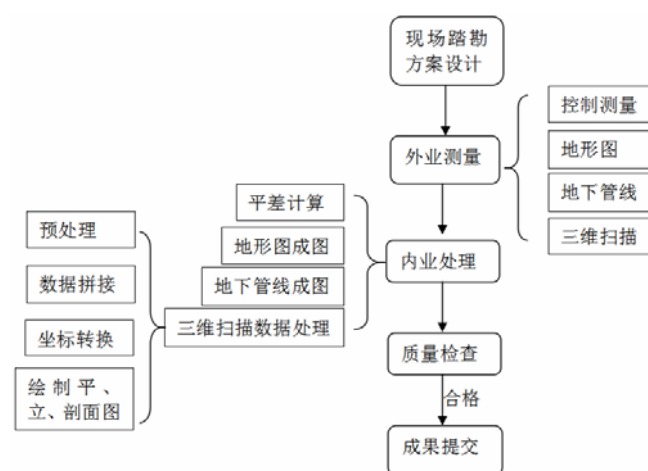 现场踏勘
方案设计
控制测量
外业测量
地形图
地下管线
三维扫描
平差计算
预处理
地形图成图
内业处理
数据拼接
地下管线成图
三维扫描数据处理
坐标转换
质量检查
绘制平、
立、剖面图
合格
成果提交